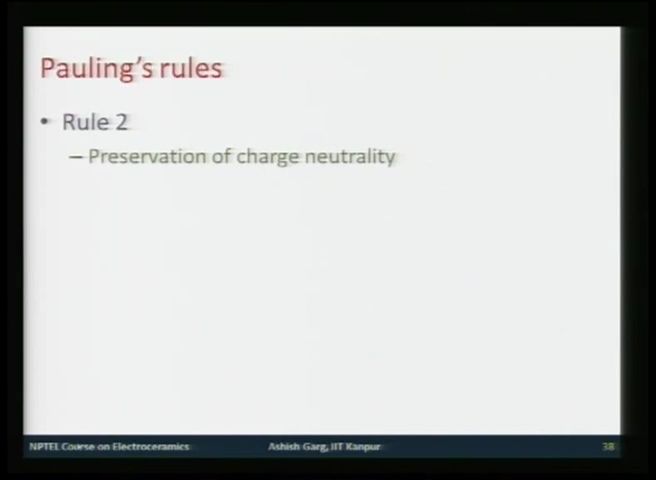 Pauling's rules
• Rule 2
– Preservation of charge neutrality
NPTEL Course on Electroceramics Ashish Garg, IIT Kanpur 38